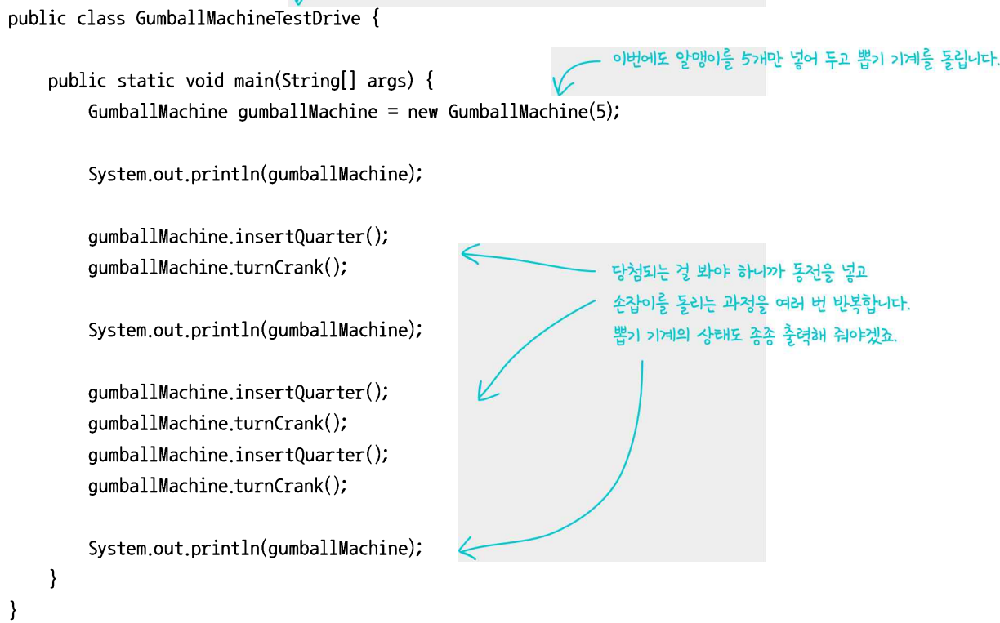 public class GumballMachineTestDrive {
이번에도 알맹이를 5개만 넣어 두고 뽑기 기계를 돌립니다.
public static void main(String[] args) {
GumballMachine gumballMachine = new GumballMachine(5);
System.out.println(gumballMachine);
gumballMachine.insertQuarter();
gumballMachine.turnCrank();
당첨되는 걸 봐야 하니까 동전을 넣고
손잡이를 돌리는 과정을 여러 번 반복합니다.
뽑기 기계의 상태도 종종 출력해 줘야겠죠.
System.out.println(gumballMachine);
gumballMachine.insertQuarter();
gumballMachine.turnCrank();
gumballMachine.insertQuarter();
gumballMachine.turnCrank();
System.out.println(gumballMachine);
}
}